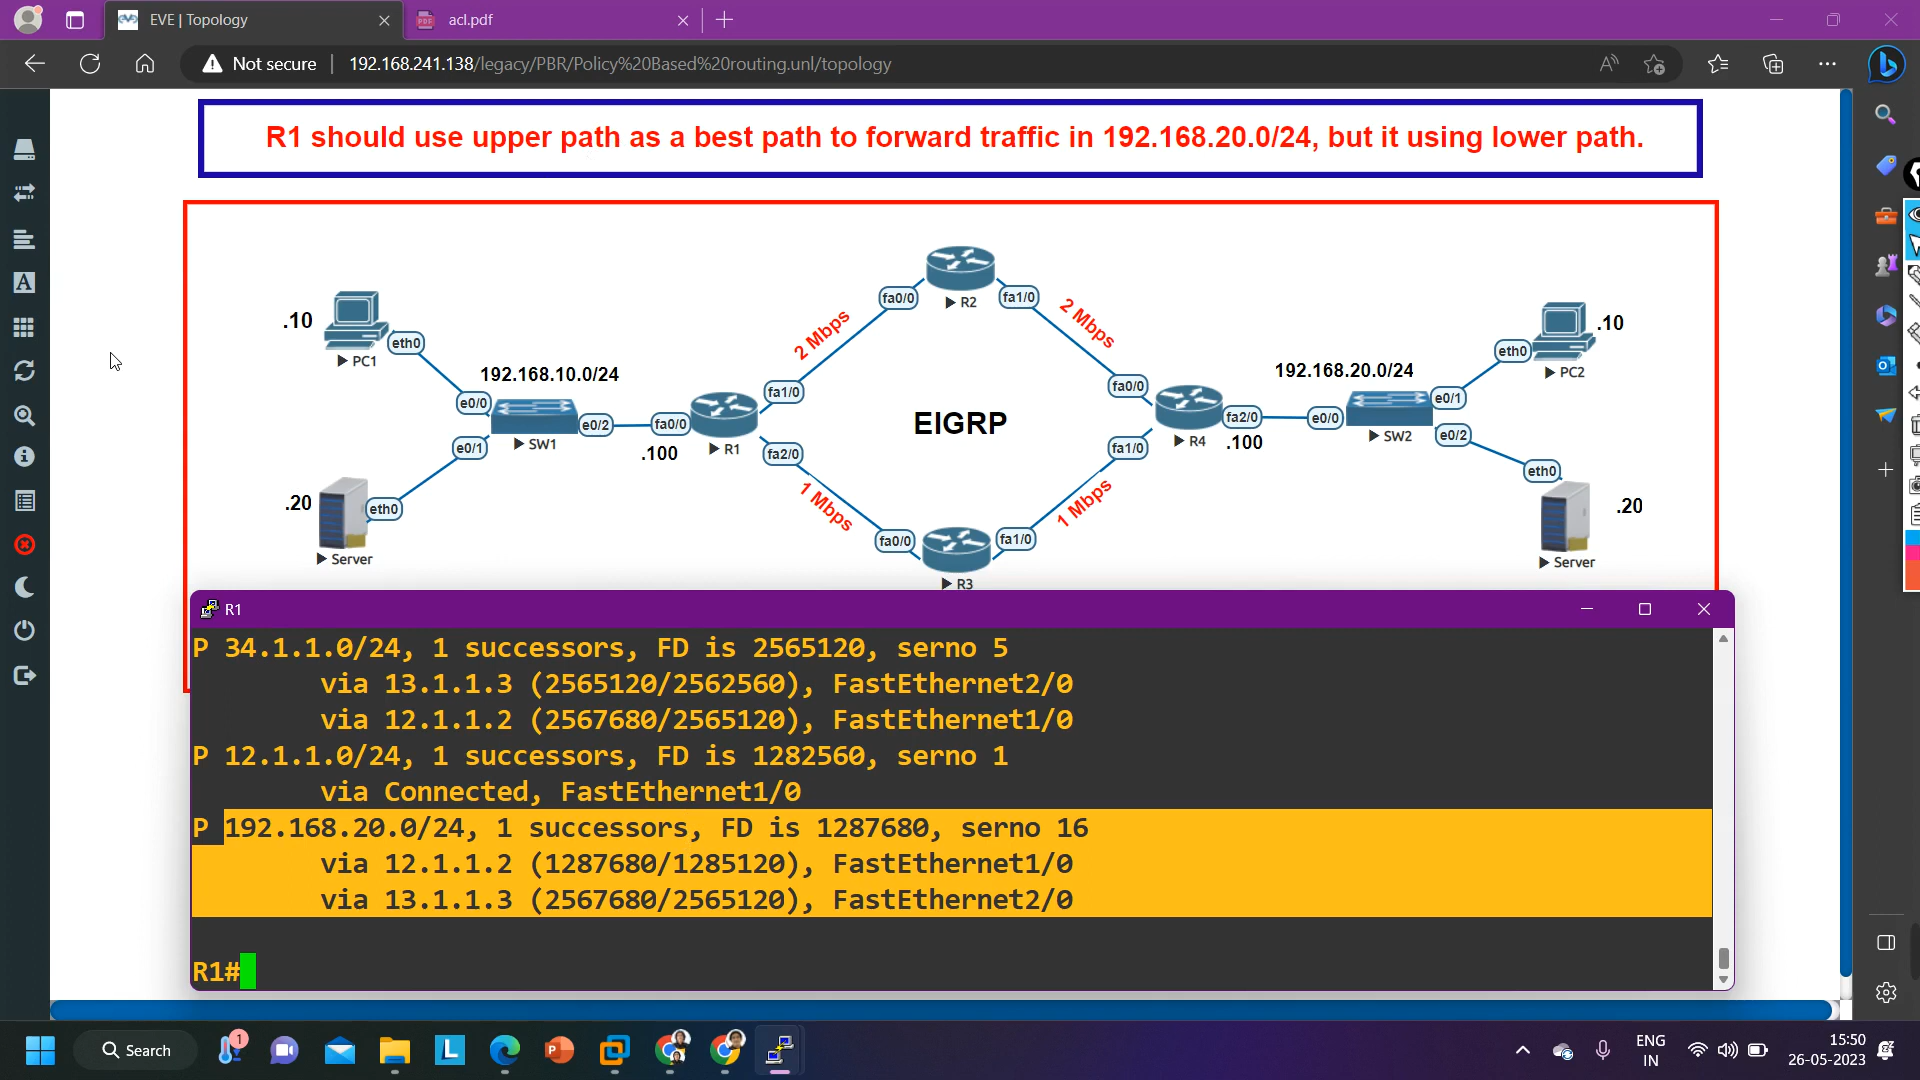 EVE | Topology
acl.pdf
Not secure
192.168.241.138/legacy/PBR/Policy%20Based%20routing.unl/topology
R1 should use upper path as a best path to forward traffic in 192.168.20.0/24, but it using lower path.
R2
fa0/0
fa1/0
2 Mbps
2 Mbps
.10
eth0
PC1
.10
eth0
PC2
192.168.10.0/24
192.168.20.0/24
e0/0
fa1/0
fa0/0
e0/1
EIGRP
e0/2
fa0/0
fa2/0
e0/0
SW1
R1
R4
SW2
.100
.100
e0/1
fa2/0
fa1/0
e0/2
.20
eth0
Server
1 Mbps
1 Mbps
eth0
.20
Server
fa0/0
fa1/0
R3
R1
P 34.1.1.0/24, 1 successors, FD is 2565120, serno 5
via 13.1.1.3 (2565120/2562560), FastEthernet2/0
via 12.1.1.2 (2567680/2565120), FastEthernet1/0
P 12.1.1.0/24, 1 successors, FD is 1282560, serno 1
via Connected, FastEthernet1/0
P 192.168.20.0/24, 1 successors, FD is 1287680, serno 16
via 12.1.1.2 (1287680/1285120), FastEthernet1/0
via 13.1.1.3 (2567680/2565120), FastEthernet2/0
R1#
Search
1
ENG
IN
15:50
26-05-2023